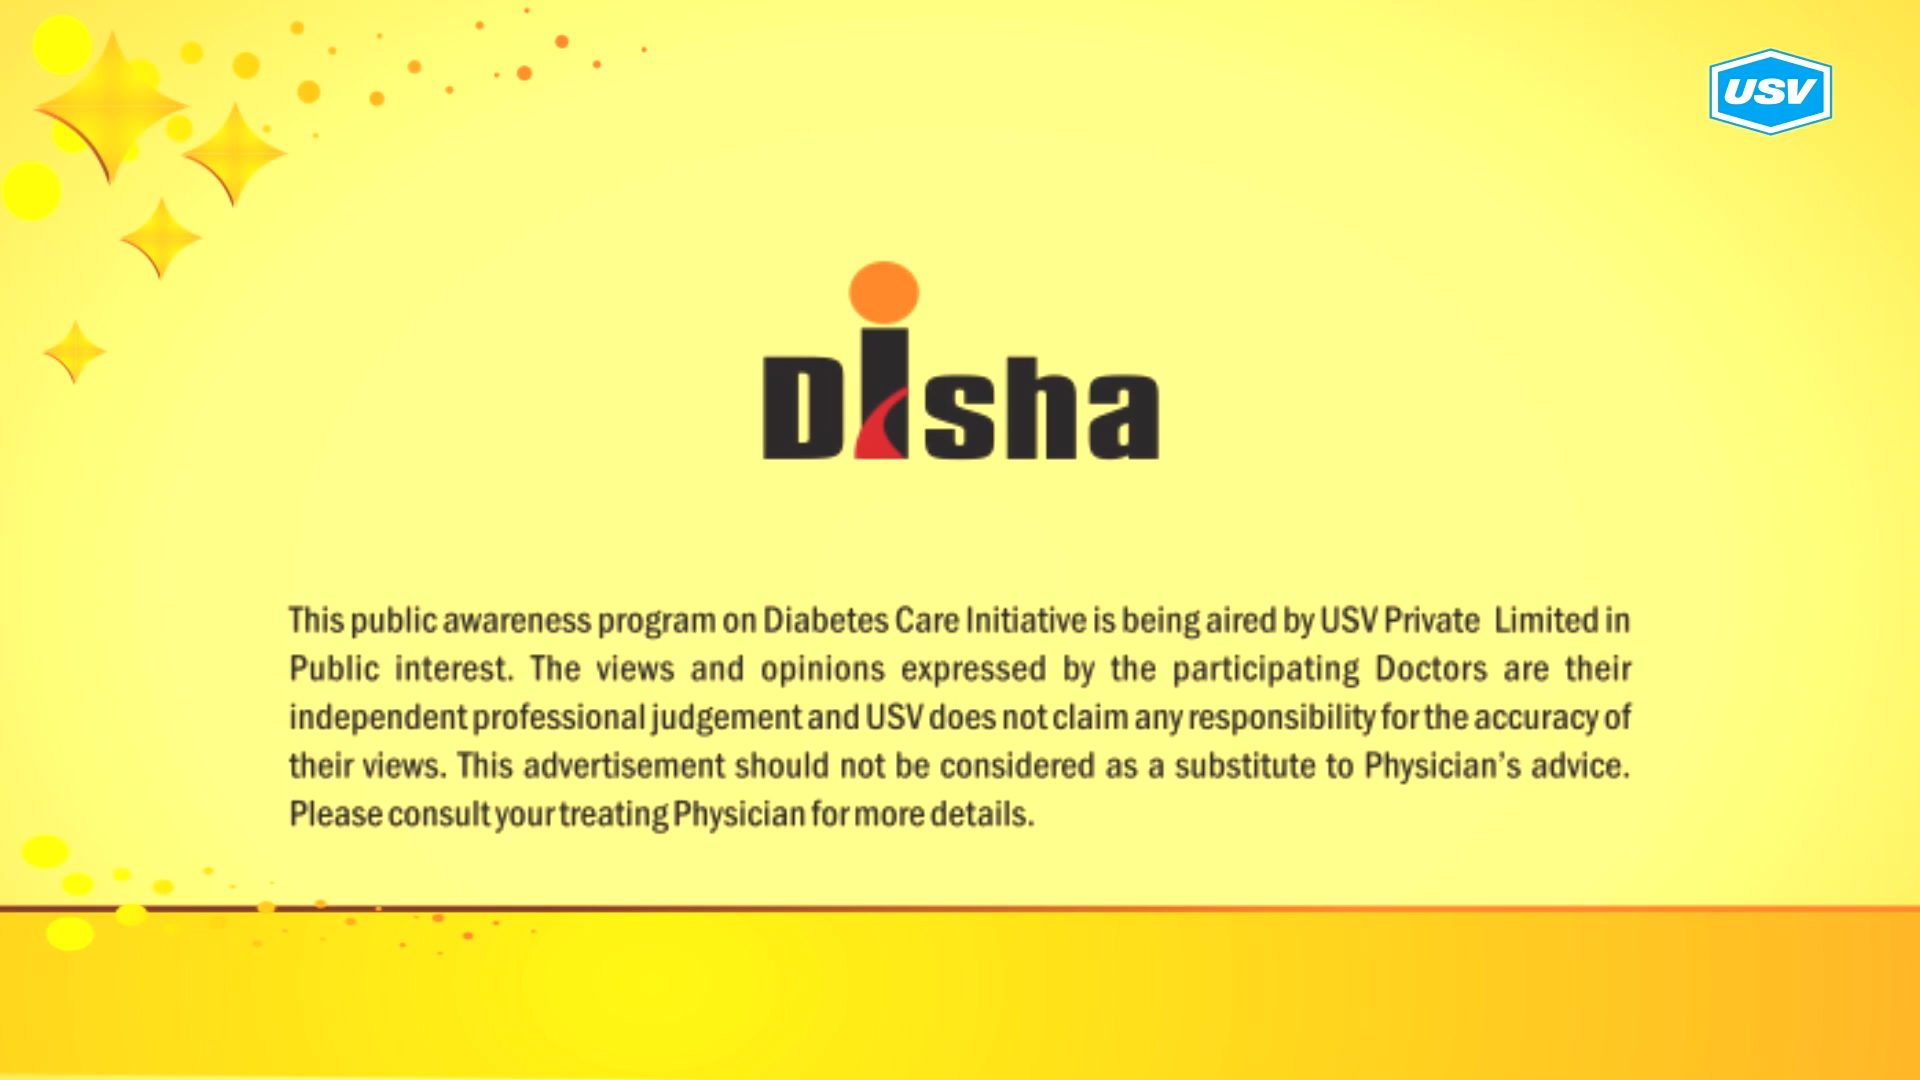 USV
Disha
This public awareness program on Diabetes Care Initiative is being aired by USV Private Limited in
Public interest. The views and opinions expressed by the participating Doctors are their
independent professional judgement and USV does not claim any responsibility for the accuracy of
their views. This advertisement should not be considered as a substitute to Physician’s advice.
Please consult your treating Physician for more details.